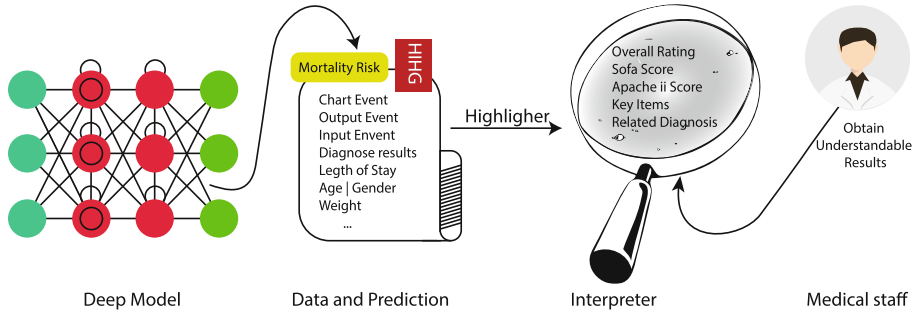 Mortality Risk
HIHG
Chart Event
Output Event
Input Envent
Diagnose results
Legth of Stay
Age | Gender
Weight
...
Highligher
Overall Rating
Sofa Score
Apache ii Score
Key Items
Related Diagnosis
Obtain
Understandable
Results
Deep Model
Data and Prediction
Interpreter
Medical staff